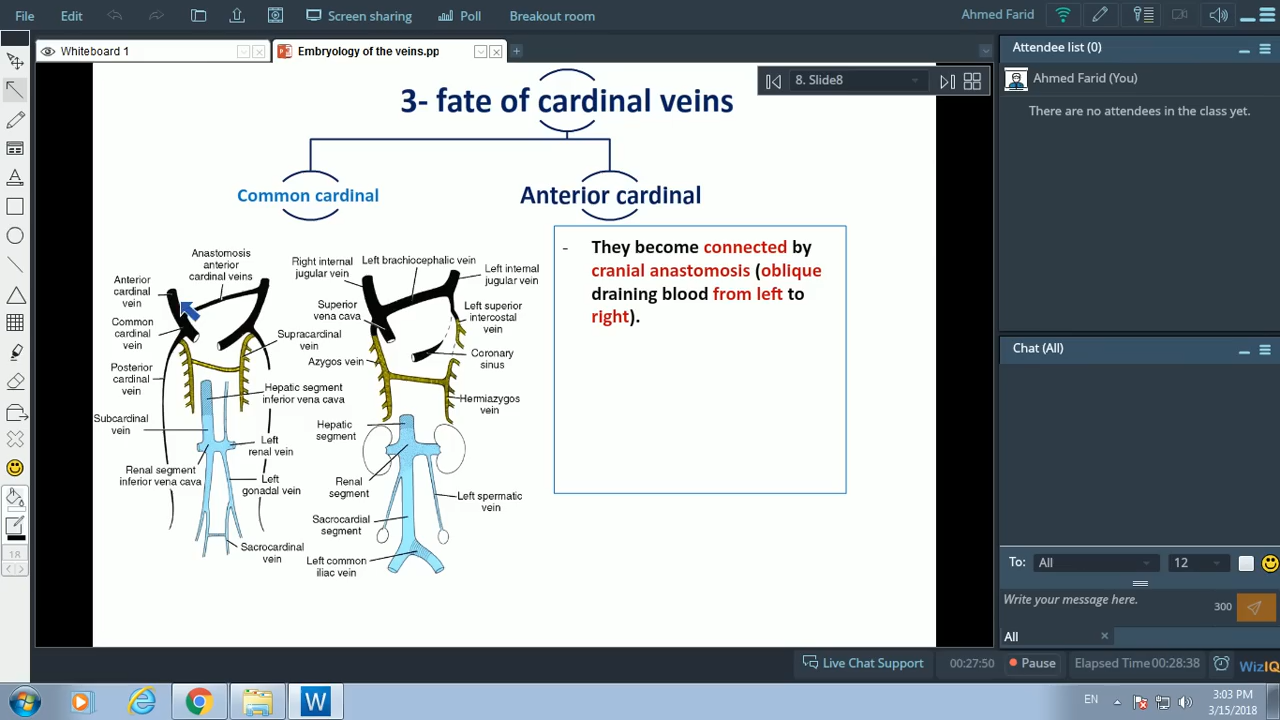 File
Edit
Screen sharing
Poll
Breakout room
Ahmed Farid
Whiteboard 1
Embryology of the veins.pp
8. Slide8
Attendee list (0)
Ahmed Farid (You)
There are no attendees in the class yet.
3- fate of cardinal veins
Common cardinal
Anterior cardinal
- They become connected by
cranial anastomosis (oblique
draining blood from left to
right).
Anastomosis
anterior
cardinal veins
Anterior
cardinal
vein
Common
cardinal
vein
Posterior
cardinal
vein
Subcardinal
vein
Renal segment
inferior vena cava
Supracardinal
vein
Hepatic segment
inferior vena cava
Left
renal vein
Left
gonadal vein
Sacrocardinal
vein
Right internal
jugular vein
Left brachiocephalic vein
Left internal
jugular vein
Superior
vena cava
Left superior
intercostal
vein
Azygos vein
Coronary
sinus
Hemiazygos
vein
Hepatic
segment
Renal
segment
Left spermatic
vein
Sacrocardial
segment
Left common
iliac vein
Chat (All)
To:
All
12
Write your message here.
300
All
Live Chat Support
00:27:50
Pause
Elapsed Time 00:28:38
WizIQ
EN
3:03 PM
3/15/2018